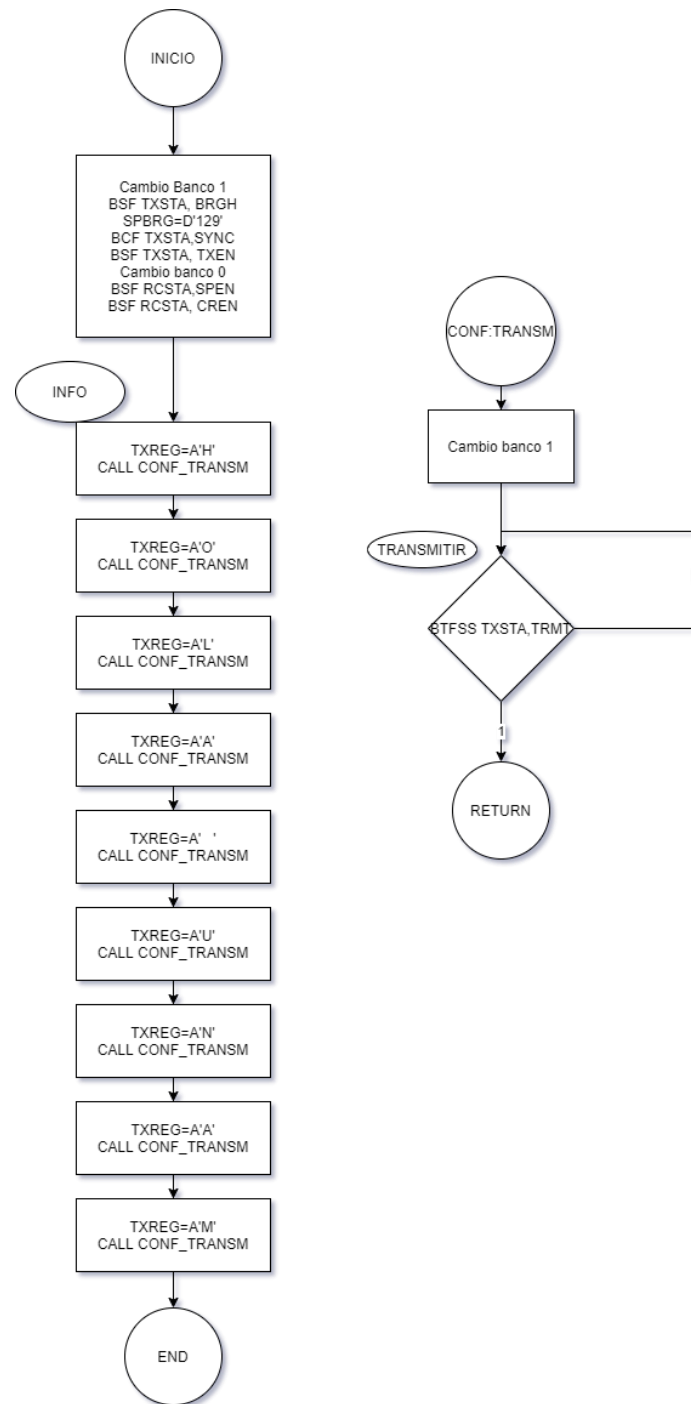 INICIO
Cambio Banco 1
BSF TXSTA, BRGH
SPBRG=D'129'
BCF TXSTA,SYNC
BSF TXSTA, TXEN
Cambio banco 0
BSF RCSTA,SPEN
BSF RCSTA, CREN
INFO
TXREG=A'H'
CALL CONF_TRANSM
TXREG=A'O'
CALL CONF_TRANSM
TXREG=A'L'
CALL CONF_TRANSM
TXREG=A'A'
CALL CONF_TRANSM
TXREG=A'   '
CALL CONF_TRANSM
TXREG=A'U'
CALL CONF_TRANSM
TXREG=A'N'
CALL CONF_TRANSM
TXREG=A'A'
CALL CONF_TRANSM
TXREG=A'M'
CALL CONF_TRANSM
END
CONF:TRANSM
Cambio banco 1
TRANSMITIR
BTFSS TXSTA,TRMT
1
RETURN